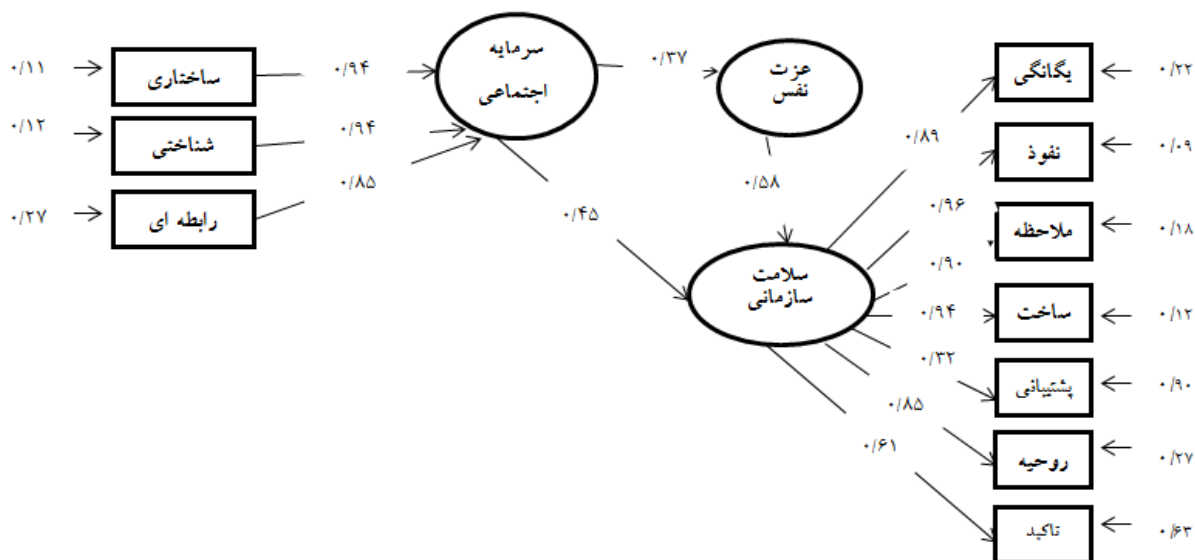 سرمایه
اجتماعی
عزت
نفس
سلامت
سازمانی
ساختاری
شناختی
رابطه ای
یگانگی
نفوذ
ملاحظه
ساخت
پشتیبانی
روحیه
تاکید
۰/۱۱
۰/۱۲
۰/۲۷
۰/۹۴
۰/۹۴
۰/۸۵
۰/۳۷
۰/۴۵
۰/۵۸
۰/۸۹
۰/۹۶
۰/۹۰
۰/۹۴
۰/۳۲
۰/۸۵
۰/۶۱
۰/۲۲
۰/۰۹
۰/۱۸
۰/۱۲
۰/۹۰
۰/۲۷
۰/۶۳